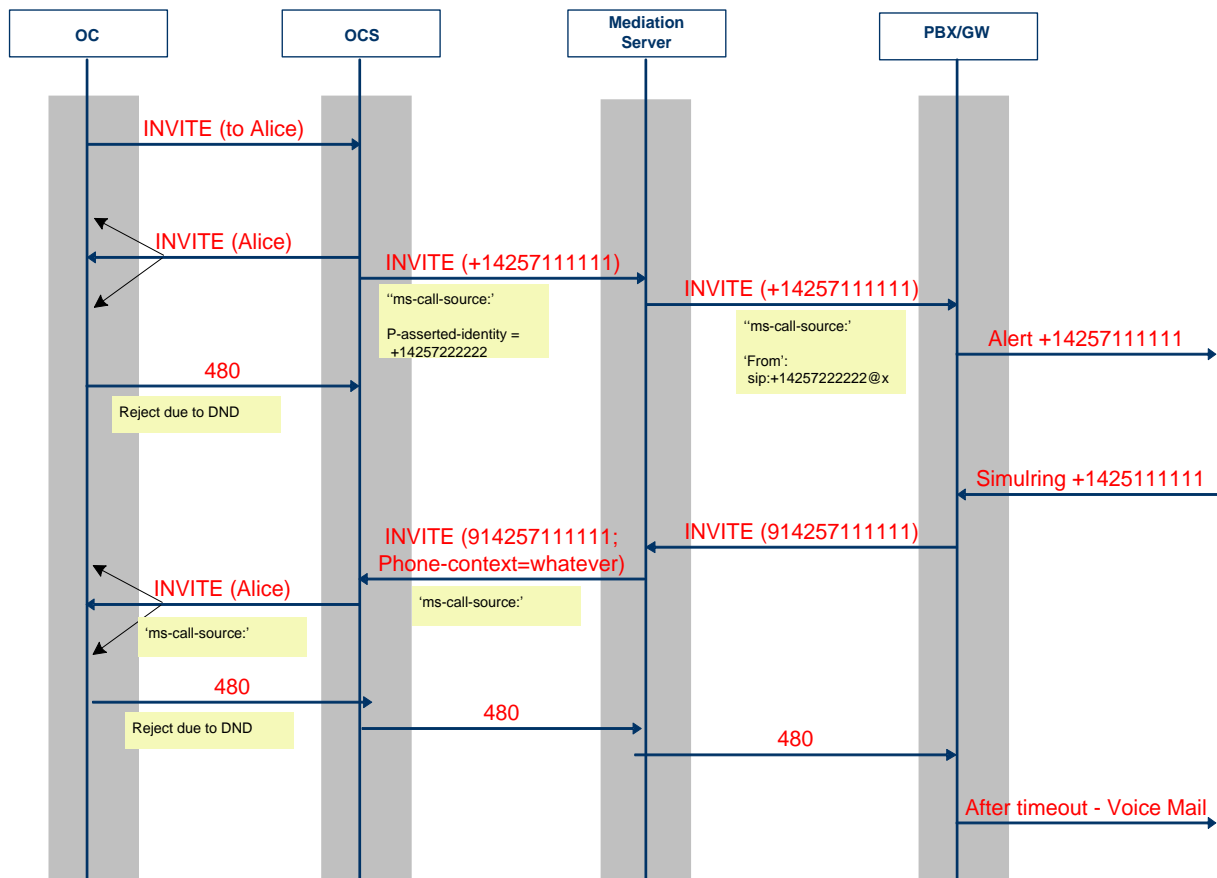 OC
OCS
Mediation
Server
PBX/GW
INVITE (to Alice)
INVITE (Alice)
INVITE (+14257111111)
‘‘ms-call-source:’
P-asserted-identity =
+14257222222
INVITE (+14257111111)
‘‘ms-call-source:’
‘From’:
sip:+14257222222@x
Alert +14257111111
480
Reject due to DND
Simulring +1425111111
INVITE (914257111111)
INVITE (914257111111;
Phone-context=whatever)
‘ms-call-source:’
INVITE (Alice)
‘ms-call-source:’
480
Reject due to DND
480
480
After timeout - Voice Mail